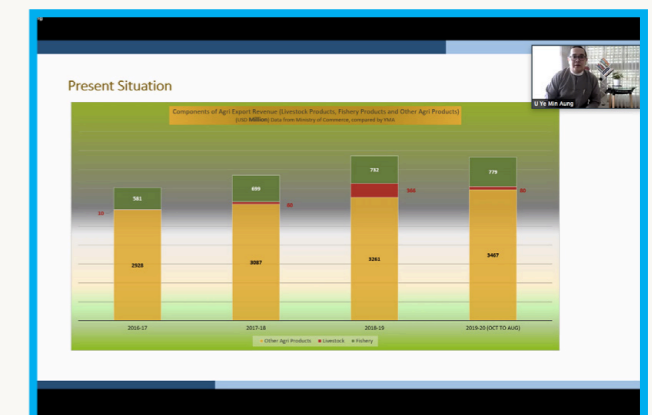 Present Situation
U Ye Min Aung
Components of Agri Export Revenue (Livestock Products, Fishery Products and Other Agri Products)
(USD Million) Data from Ministry of Commerce, compared by YMA
581
699
792
779
2928
3087
3261
3467
2016-17
2017-18
2018-19
2019-20 (OCT TO AUG)
Other Agri Products Livestock Fishery